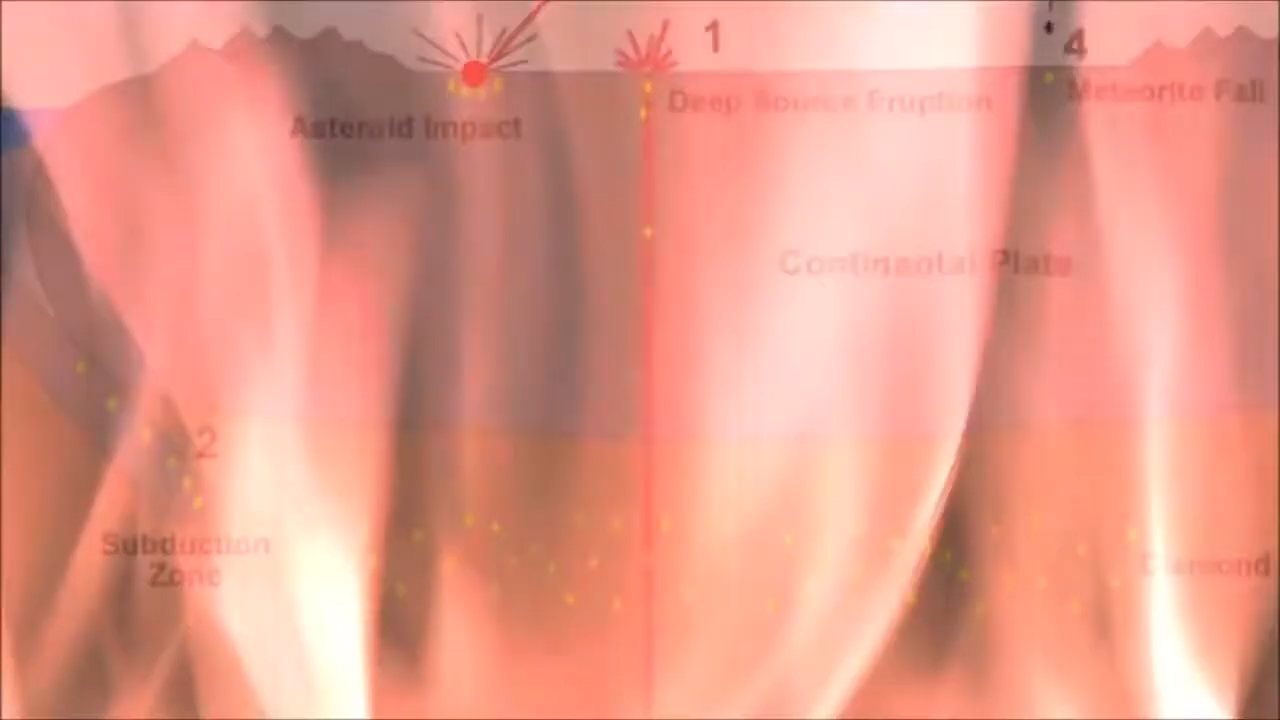 1
4
Meteorite Fall
Deep Source Eruption
Asteroid Impact
Continental Plate
2
Subduction
Zone
Diamond